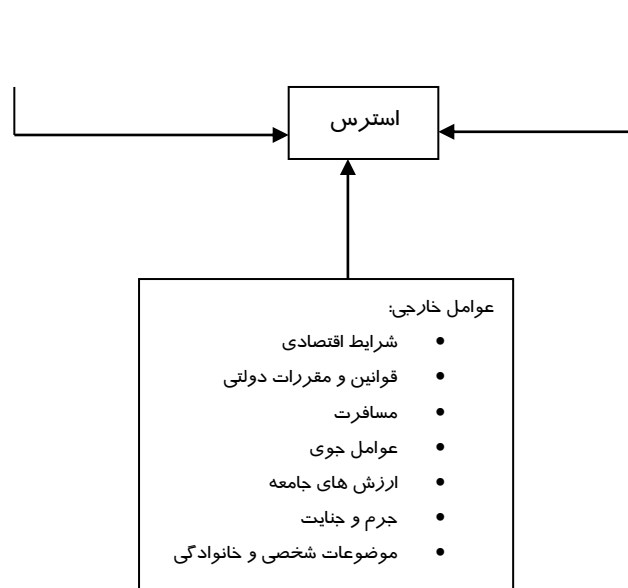 استرس
عوامل خارجی:
• شرایط اقتصادی
• قوانین و مقررات دولتی
• مسافرت
• عوامل جوی
• ارزش های جامعه
• جرم و جنایت
• موضوعات شخصی و خانوادگی